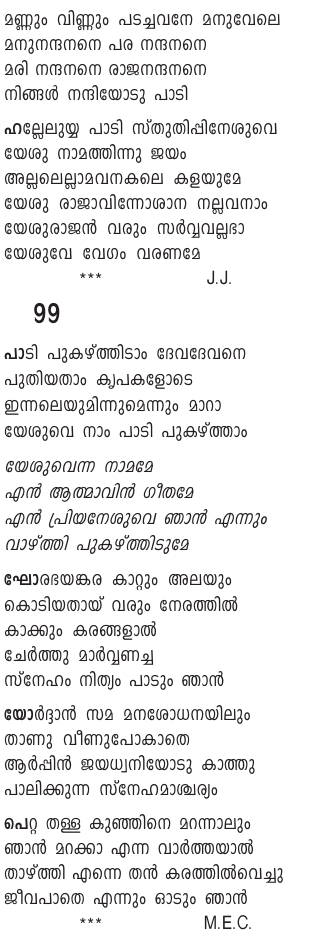 മണ്ണും വിണ്ണും പടച്ചവനേ മനുവേലെ
മനുനന്ദനനെ പര നന്ദനനെ
മരി നന്ദനനെ രാജനന്ദനനെ
നിങ്ങൾ നന്ദിയോടു പാടി
ഹല്ലേലുയ്യ പാടി സ്തുതിപ്പിനേശുവെ
യേശു നാമത്തിന്നു ജയം
അല്ലലെല്ലാമവനകലെ കളയുമേ
യേശു രാജാവിന്നോശാന നല്ലവനാം
യേശുരാജൻ വരും സർവ്വവല്ലഭാ
യേശുവേ വേഗം വരണമേ
*** J.J.
99
പാടി പുകഴ്ത്തിടാം ദേവദേവനെ
പുതിയതാം കൃപകളോടെ
ഇന്നലെയുമിന്നുമെന്നും മാറാ
യേശുവെ നാം പാടി പുകഴ്ത്താം
യേശുവെന്ന നാമമേ
എൻ ആത്മാവിൻ ഗീതമേ
എൻ പ്രിയനേശുവെ ഞാൻ എന്നും
വാഴ്ത്തി പുകഴ്ത്തിടുമേ
ഘോരഭയങ്കര കാറ്റും അലയും
കൊടിയതായ് വരും നേരത്തിൽ
കാക്കും കരങ്ങളാൽ
ചേർത്തു മാർവ്വണച്ച
സ്നേഹം നിത്യം പാടും ഞാൻ
യോർദ്ദാൻ സമ മനശോധനയിലും
താണു വീണുപോകാതെ
ആർപ്പിൻ ജയധ്വനിയോടു കാത്തു
പാലിക്കുന്ന സ്നേഹമാശ്ചര്യം
പെറ്റ തള്ള കുഞ്ഞിനെ മറന്നാലും
ഞാൻ മറക്കാ എന്ന വാർത്തയാൽ
താഴ്ത്തി എന്നെ തൻ കരത്തിൽവെച്ചു
ജീവപാതെ എന്നും ഓടും ഞാൻ
*** M.E.C.